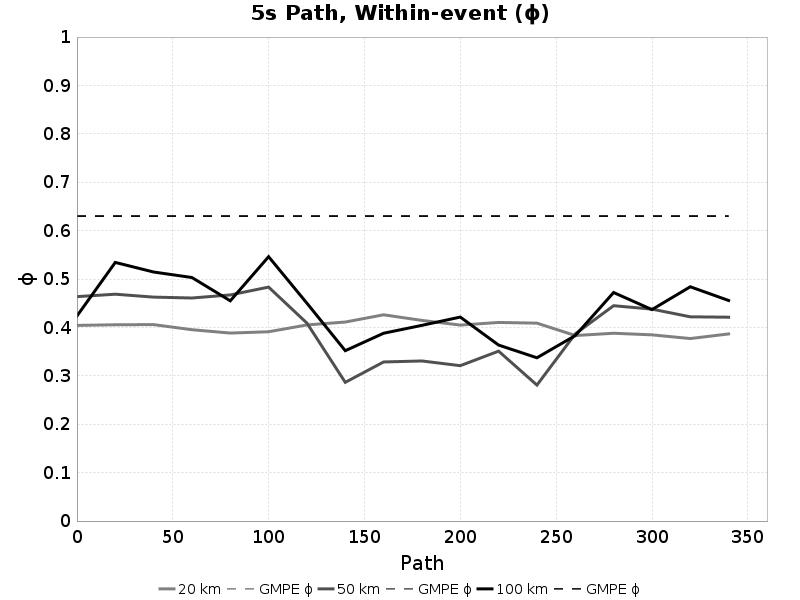 5s Path, Within-event (ϕ)
1
0.9
0.8
0.7
0.6
0.5
0.4
0.3
0.2
0.1
0
ϕ
0 50 100 150 200 250 300 350
Path
20 km GMPE ϕ 50 km GMPE ϕ 100 km GMPE ϕ